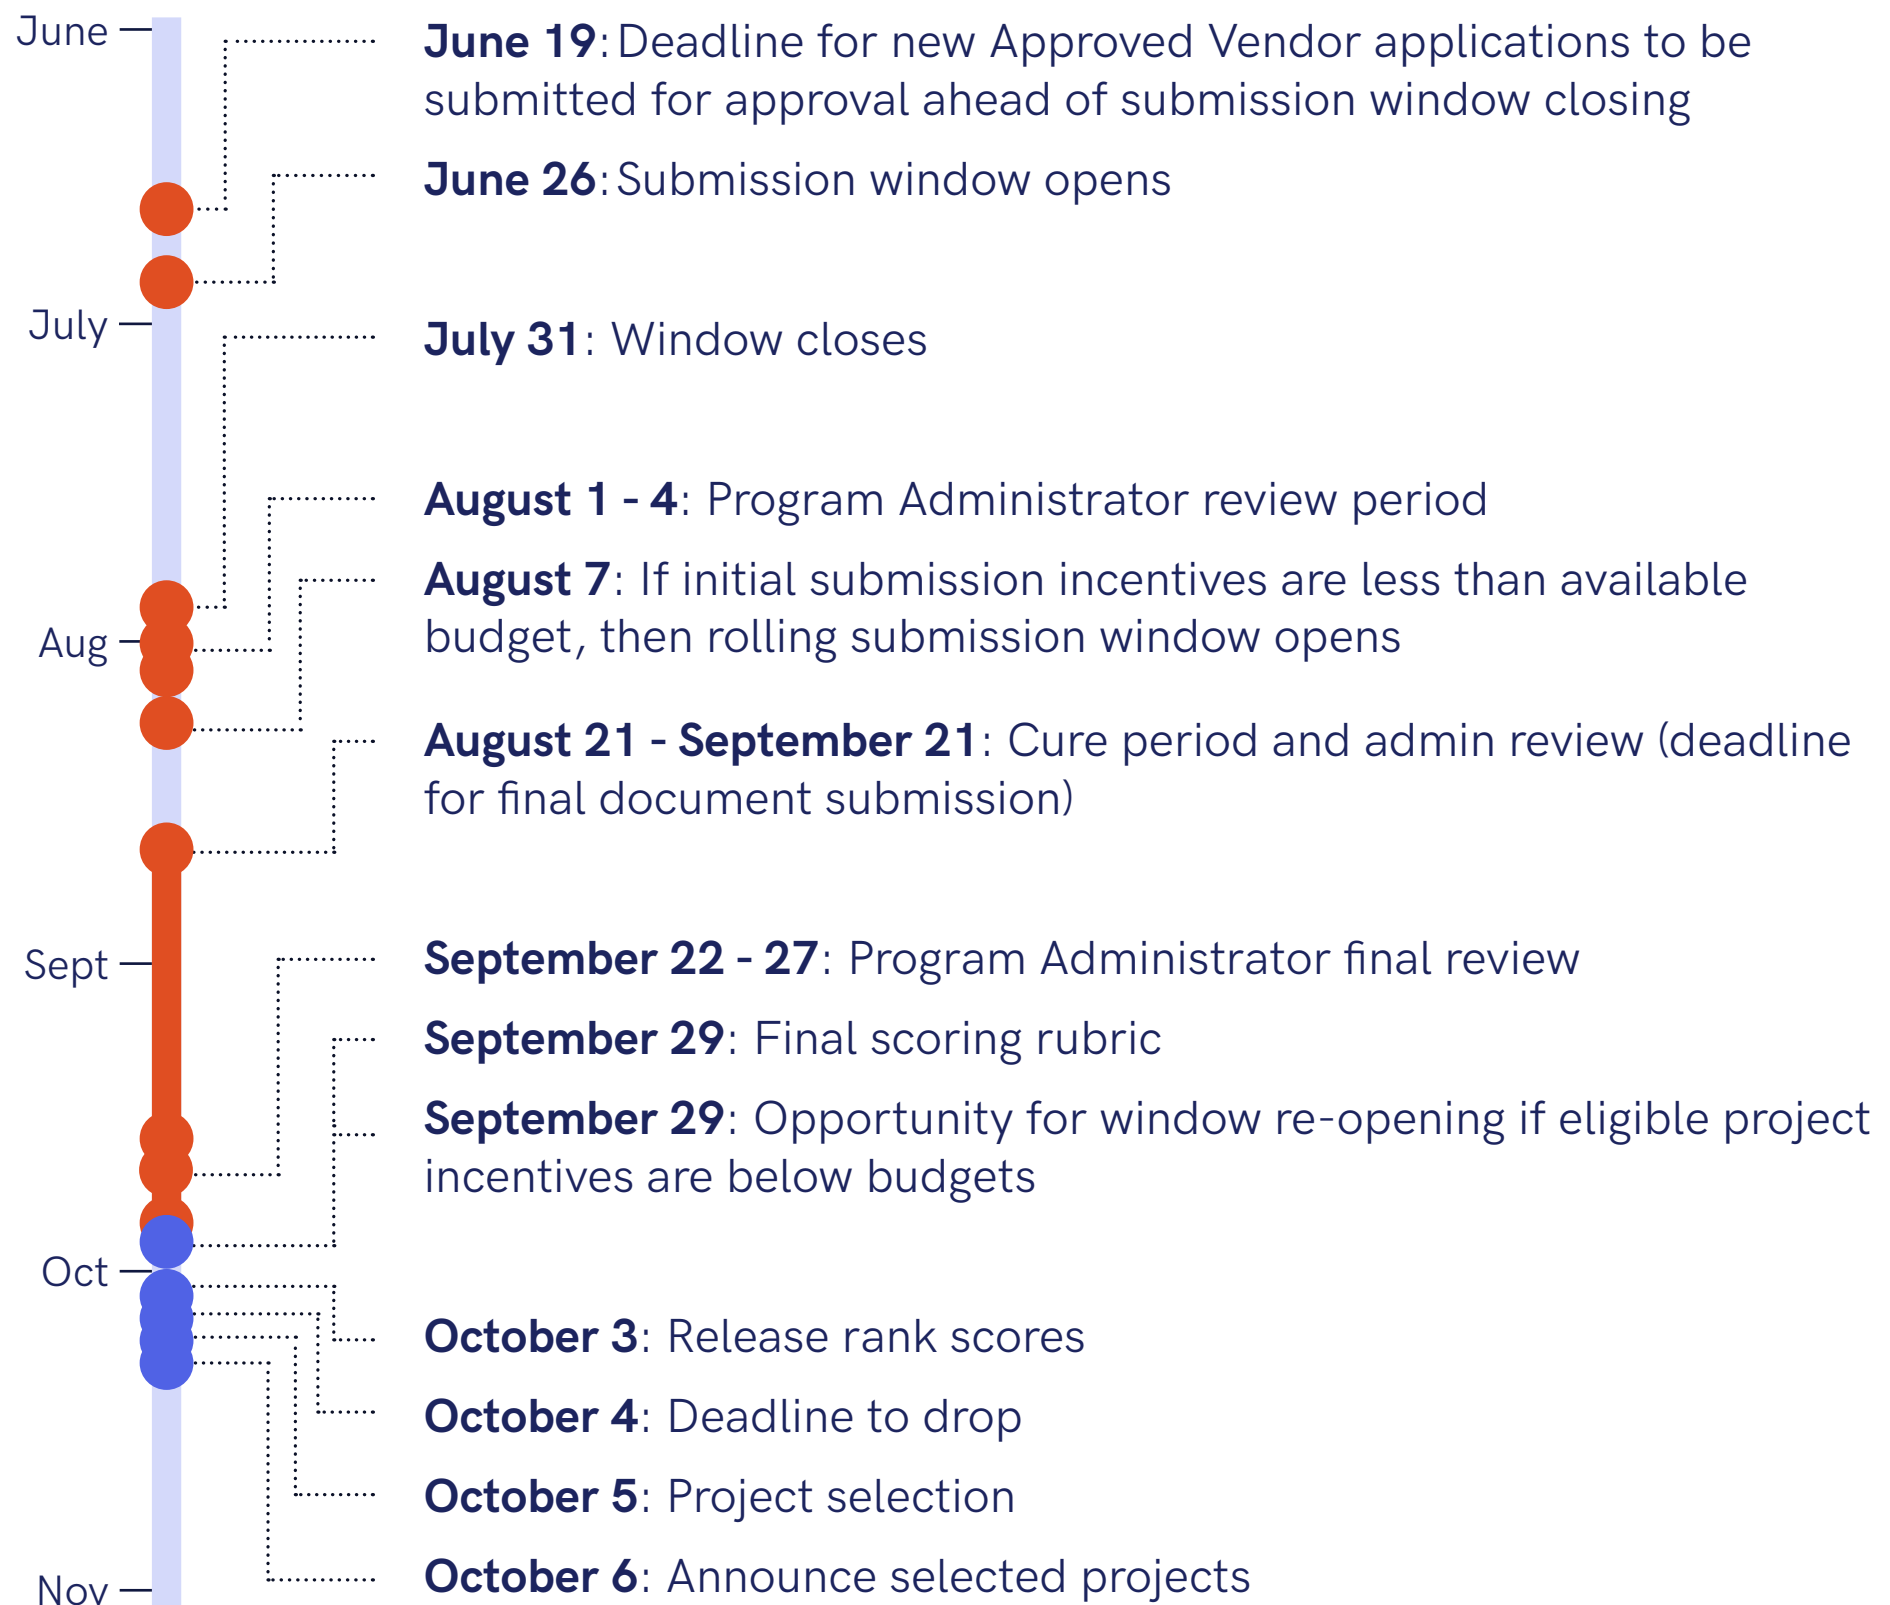 June
June 19: Deadline for new Approved Vendor applications to be
submitted for approval ahead of submission window closing
June 26: Submission window opens
July
July 31: Window closes
August 1 - 4: Program Administrator review period
August 7: If initial submission incentives are less than available
budget, then rolling submission window opens
Aug
August 21 - September 21: Cure period and admin review (deadline
for final document submission)
Sept
September 22 - 27: Program Administrator final review
September 29: Final scoring rubric
September 29: Opportunity for window re-opening if eligible project
incentives are below budgets
Oct
October 3: Release rank scores
October 4: Deadline to drop
October 5: Project selection
October 6: Announce selected projects
Nov